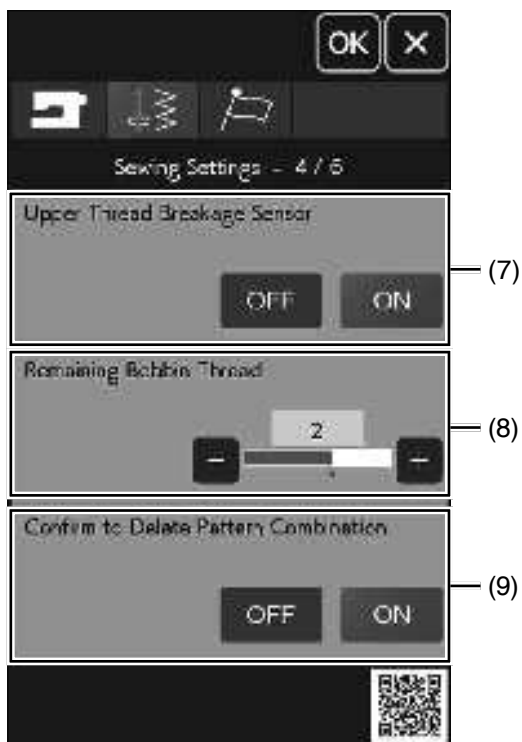 OK ×
Sewing Settings - 4 / 6
Upper Thread Breakage Sensor
OFF ON
(7)
Remaining Bobbin Thread
2
(8)
Confirm to Delete Pattern Combination
OFF ON
(9)